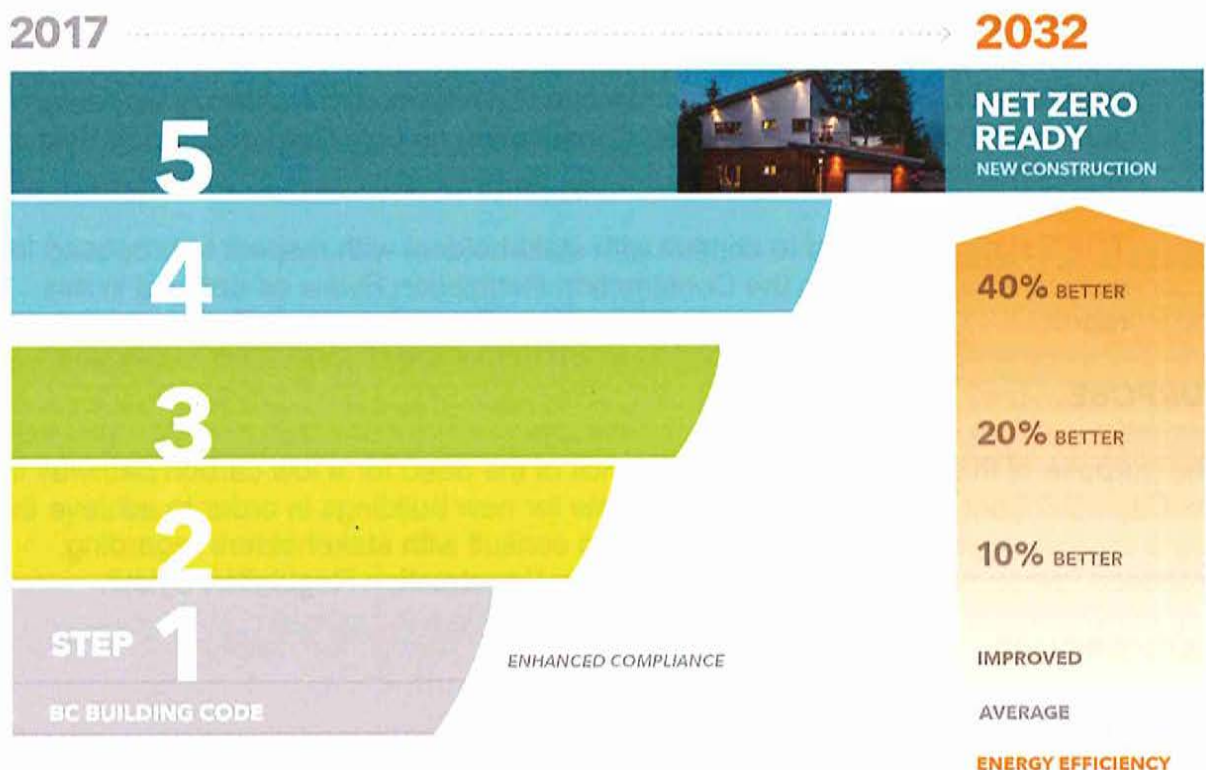 2017
2032
5
NET ZERO
READY
NEW CONSTRUCTION
4
40% BETTER
3
20% BETTER
2
10% BETTER
STEP 1
ENHANCED COMPLIANCE
IMPROVED
BC BUILDING CODE
AVERAGE
ENERGY EFFICIENCY